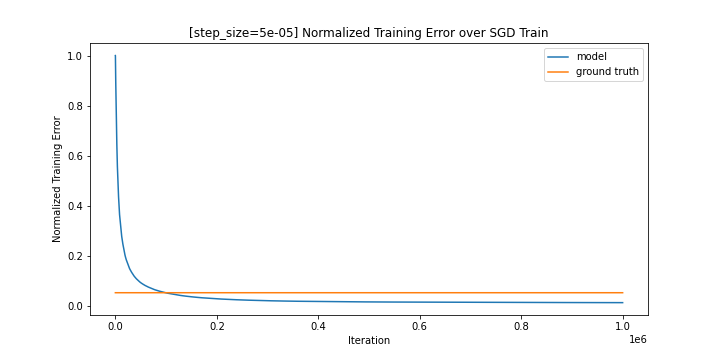 [step_size=5e-05] Normalized Training Error over SGD Train
model
ground truth
Normalized Training Error
1.0
0.8
0.6
0.4
0.2
0.0
0.0 0.2 0.4 0.6 0.8 1.0
1e6
Iteration